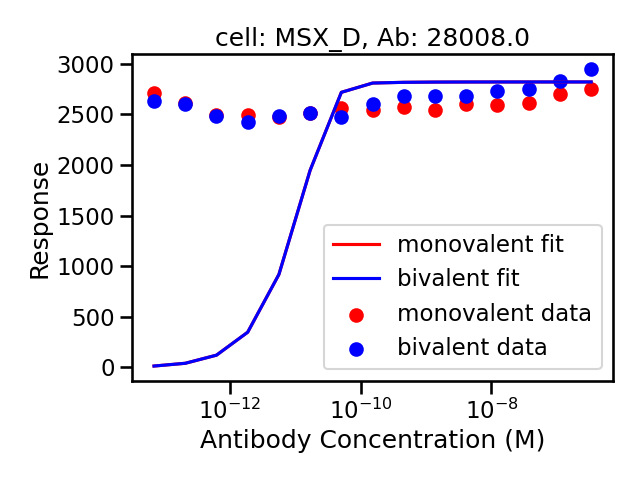 cell: MSX_D, Ab: 28008.0
3000
2500
2000
1500
1000
500
0
Response
monovalent fit
bivalent fit
monovalent data
bivalent data
10⁻¹² 10⁻¹⁰ 10⁻⁸
Antibody Concentration (M)